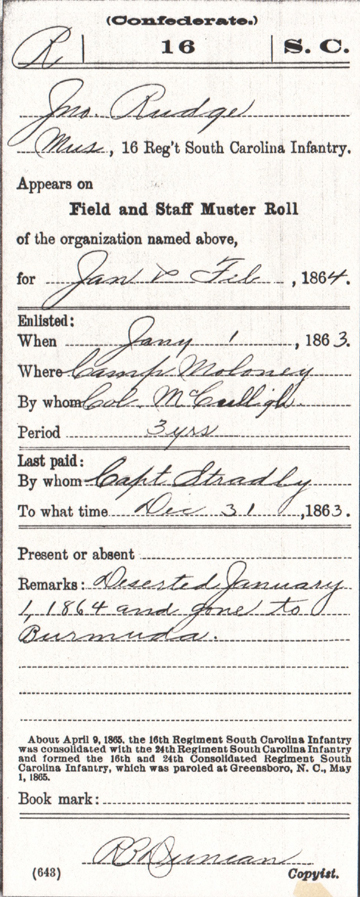 (Confederate.)
R | 16 | S. C.
Jno. Rudge
Mus, 16 Reg't South Carolina Infantry.
Appears on
Field and Staff Muster Roll
of the organization named above,
for Jan & Feb, 1864.
Enlisted:
When Jany 1, 1863.
Where Camp Moloney
By whom Col. McCulligh
Period 3 yrs
Last paid:
By whom Capt Stradly
To what time Dec 31, 1863.
Present or absent
Remarks: Deserted January
1, 1864 and gone to
Burmuda.
About April 9, 1865, the 16th Regiment South Carolina Infantry
was consolidated with the 24th Regiment South Carolina Infantry
and formed the 16th and 24th Consolidated Regiment South
Carolina Infantry, which was paroled at Greensboro, N. C., May
1, 1865.
Book mark:
R B Duncan
(643) Copyist.